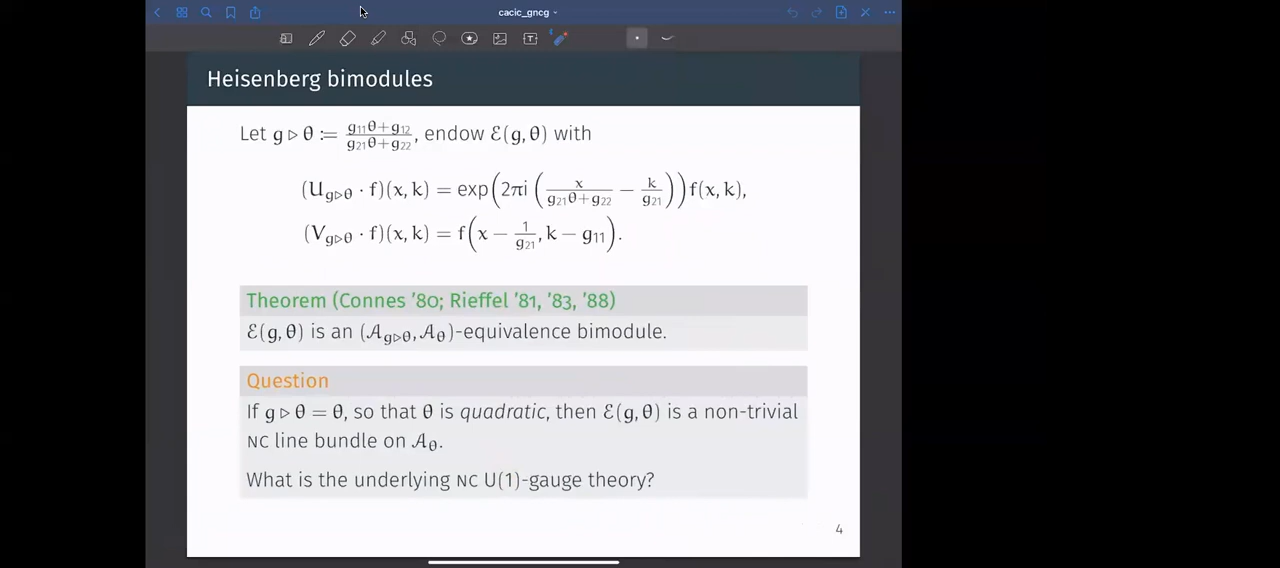 cacic_gncg
Heisenberg bimodules
Let g ▷ θ := (g₁₁θ+g₁₂)/(g₂₁θ+g₂₂), endow ℰ(g, θ) with
(U_{g▷θ} · f)(x, k) = exp(2πi (x/(g₂₁θ+g₂₂) − k/g₂₁)) f(x, k),
(V_{g▷θ} · f)(x, k) = f(x − 1/g₂₁, k − g₁₁).
Theorem (Connes '80; Rieffel '81, '83, '88)
ℰ(g, θ) is an (𝒜_{g▷θ}, 𝒜_θ)-equivalence bimodule.
Question
If g ▷ θ = θ, so that θ is quadratic, then ℰ(g, θ) is a non-trivial
NC line bundle on 𝒜_θ.
What is the underlying NC U(1)-gauge theory?
4